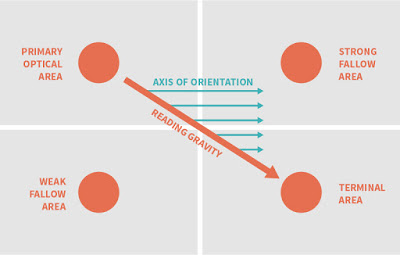 PRIMARY
OPTICAL
AREA
STRONG
FALLOW
AREA
AXIS OF ORIENTATION
READING GRAVITY
WEAK
FALLOW
AREA
TERMINAL
AREA